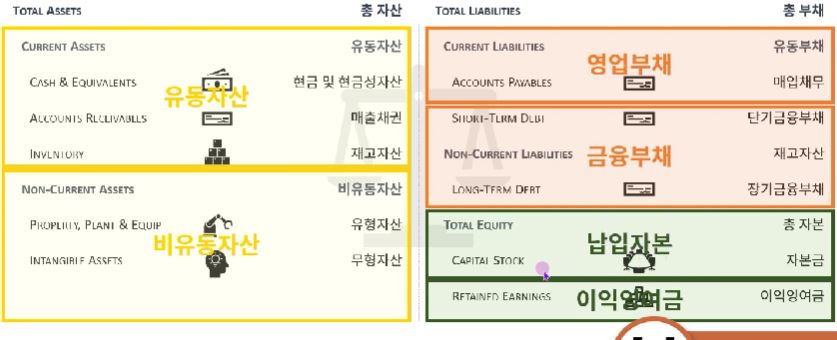 TOTAL ASSETS 총 자산
CURRENT ASSETS 유동자산
CASH & EQUIVALENTS 현금 및 현금성자산
유동자산
ACCOUNTS RECEIVABLES 매출채권
INVENTORY 재고자산
NON-CURRENT ASSETS 비유동자산
PROPERTY, PLANT & EQUIP 유형자산
비유동자산
INTANGIBLE ASSETS 무형자산
TOTAL LIABILITIES 총 부채
CURRENT LIABILITIES 유동부채
영업부채
ACCOUNTS PAYABLES 매입채무
SHORT-TERM DEBT 단기금융부채
NON-CURRENT LIABILITIES 금융부채 재고자산
LONG-TERM DEBT 장기금융부채
TOTAL EQUITY 총 자본
납입자본
CAPITAL STOCK 자본금
RETAINED EARNINGS 이익잉여금 이익잉여금